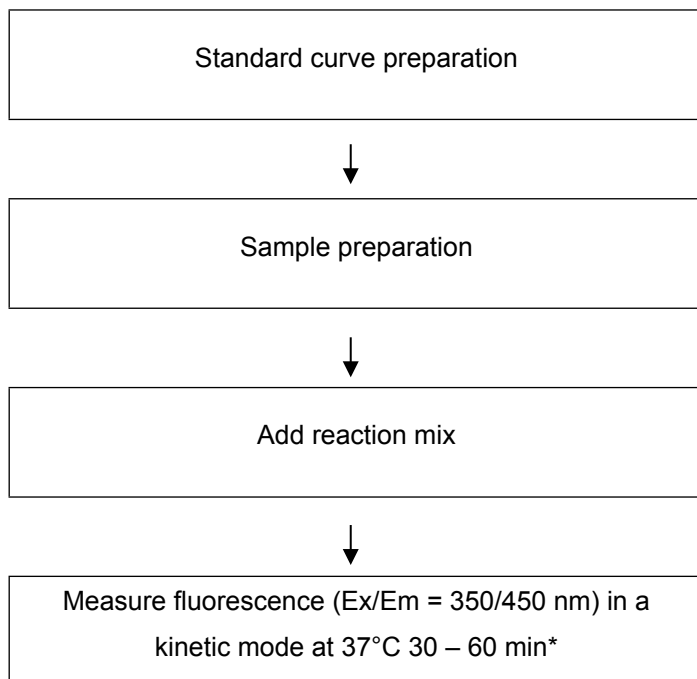 Standard curve preparation
Sample preparation
Add reaction mix
Measure fluorescence (Ex/Em = 350/450 nm) in a
kinetic mode at 37°C 30 – 60 min*